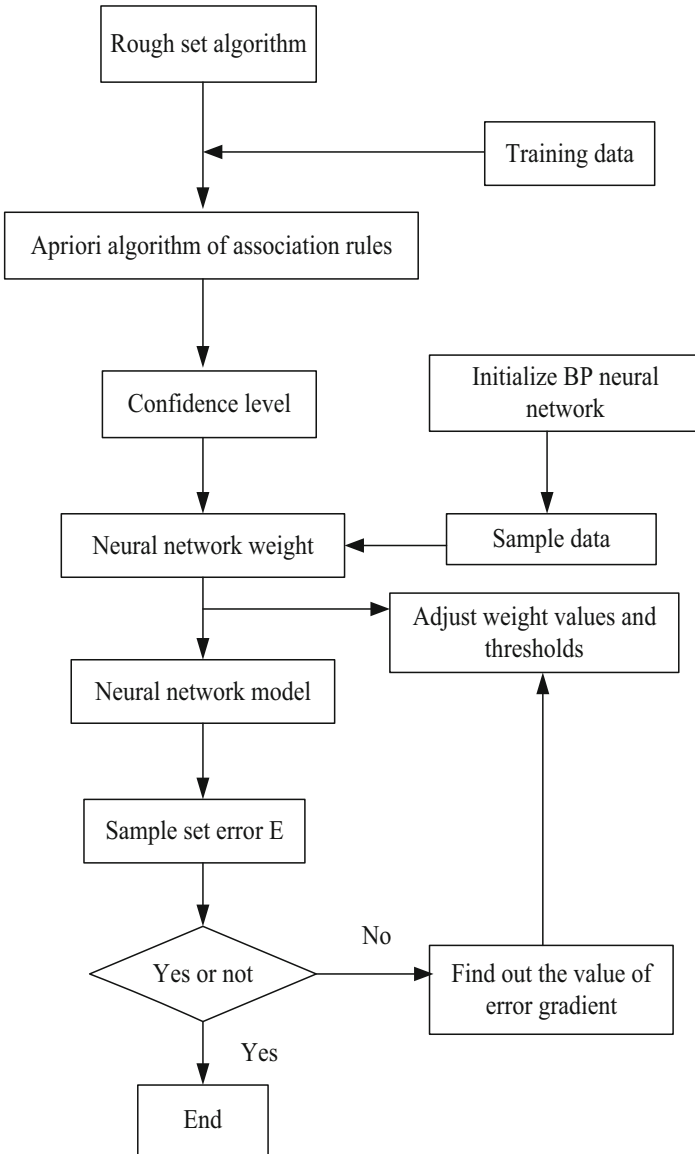 Rough set algorithm
Training data
Apriori algorithm of association rules
Confidence level
Initialize BP neural
network
Neural network weight
Sample data
Adjust weight values and
thresholds
Neural network model
Sample set error E
No
Yes or not
Find out the value of
error gradient
Yes
End